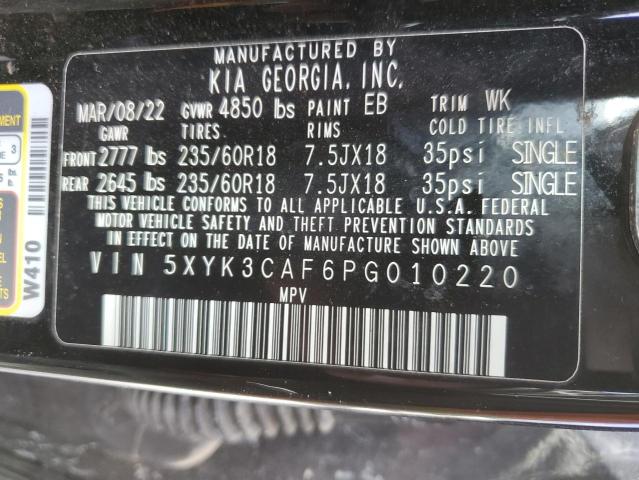 MANUFACTURED BY
KIA GEORGIA, INC.
MAR/08/22 GVWR 4850 lbs PAINT EB TRIM WK
GAWR TIRES RIMS COLD TIRE INFL
FRONT 2777 lbs 235/60R18 7.5JX18 35psi SINGLE
REAR 2645 lbs 235/60R18 7.5JX18 35psi SINGLE
THIS VEHICLE CONFORMS TO ALL APPLICABLE U.S.A. FEDERAL
MOTOR VEHICLE SAFETY AND THEFT PREVENTION STANDARDS
IN EFFECT ON THE DATE OF MANUFACTURE SHOWN ABOVE.
VIN 5XYK3CAF6PG010220
MPV
W410
3